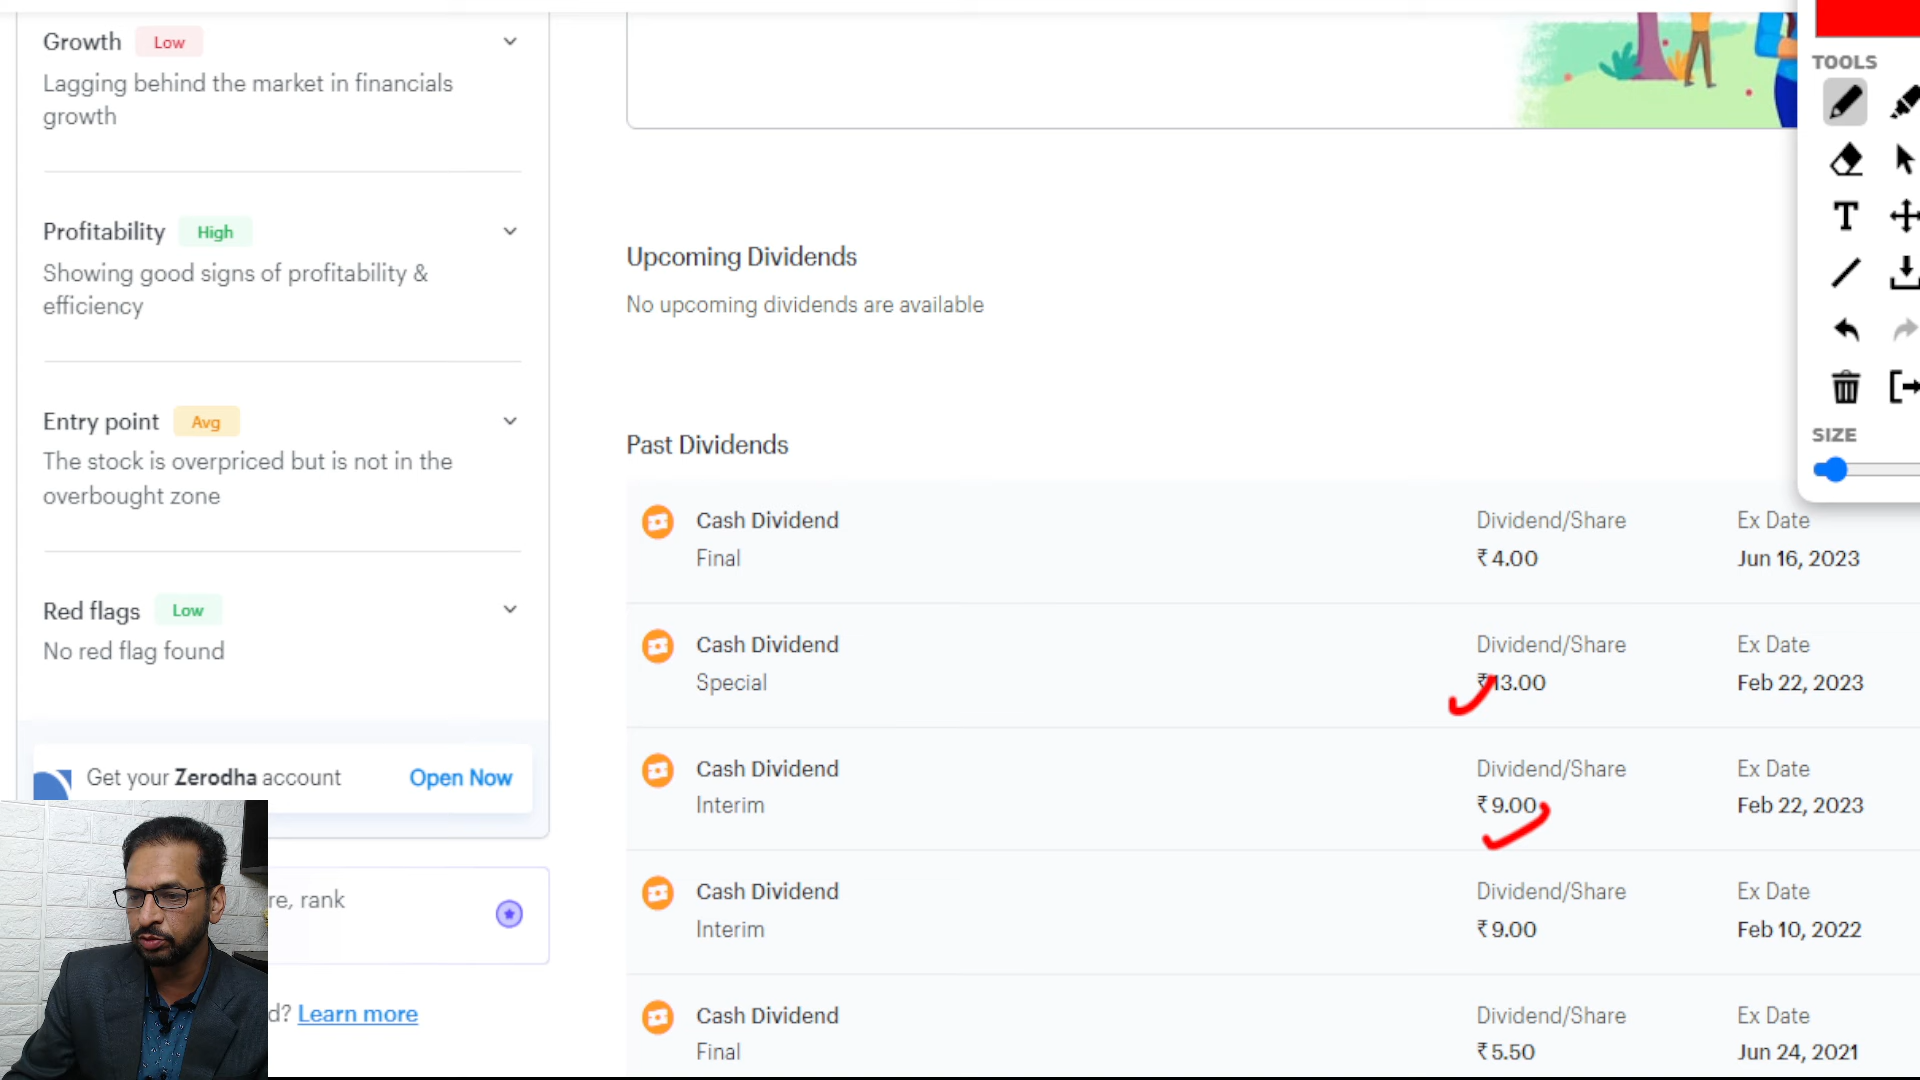 Growth Low
Lagging behind the market in financials
growth
Profitability High
Showing good signs of profitability &
efficiency
Entry point Avg
The stock is overpriced but is not in the
overbought zone
Red flags Low
No red flag found
Get your Zerodha account Open Now
re, rank
d? Learn more
Upcoming Dividends
No upcoming dividends are available
Past Dividends
Cash Dividend Dividend/Share Ex Date
Final ₹4.00 Jun 16, 2023
Cash Dividend Dividend/Share Ex Date
Special ₹13.00 Feb 22, 2023
Cash Dividend Dividend/Share Ex Date
Interim ₹9.00 Feb 22, 2023
Cash Dividend Dividend/Share Ex Date
Interim ₹9.00 Feb 10, 2022
Cash Dividend Dividend/Share Ex Date
Final ₹5.50 Jun 24, 2021
TOOLS
T
SIZE